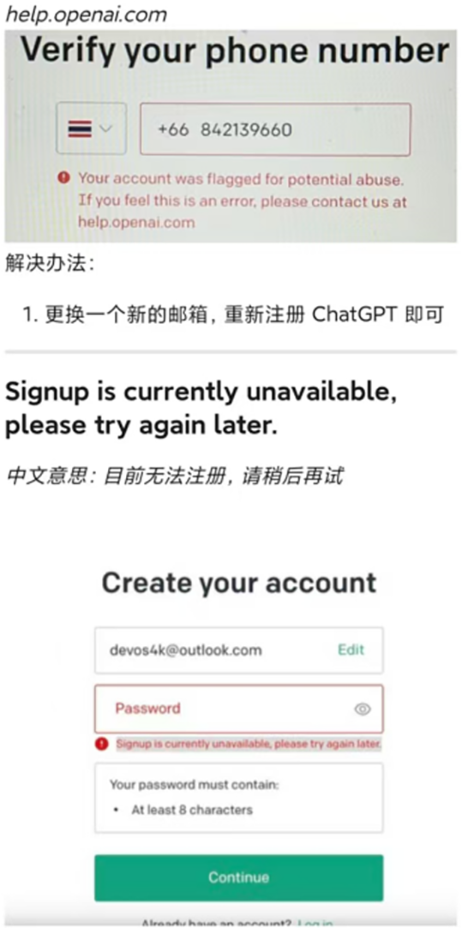 help.openai.com
Verify your phone number
+66 842139660
Your account was flagged for potential abuse.
If you feel this is an error, please contact us at
help.openai.com
解决办法：
1. 更换一个新的邮箱，重新注册 ChatGPT 即可
Signup is currently unavailable,
please try again later.
中文意思：目前无法注册，请稍后再试
Create your account
devos4k@outlook.com Edit
Password
Signup is currently unavailable, please try again later.
Your password must contain:
• At least 8 characters
Continue
Already have an account? Log in